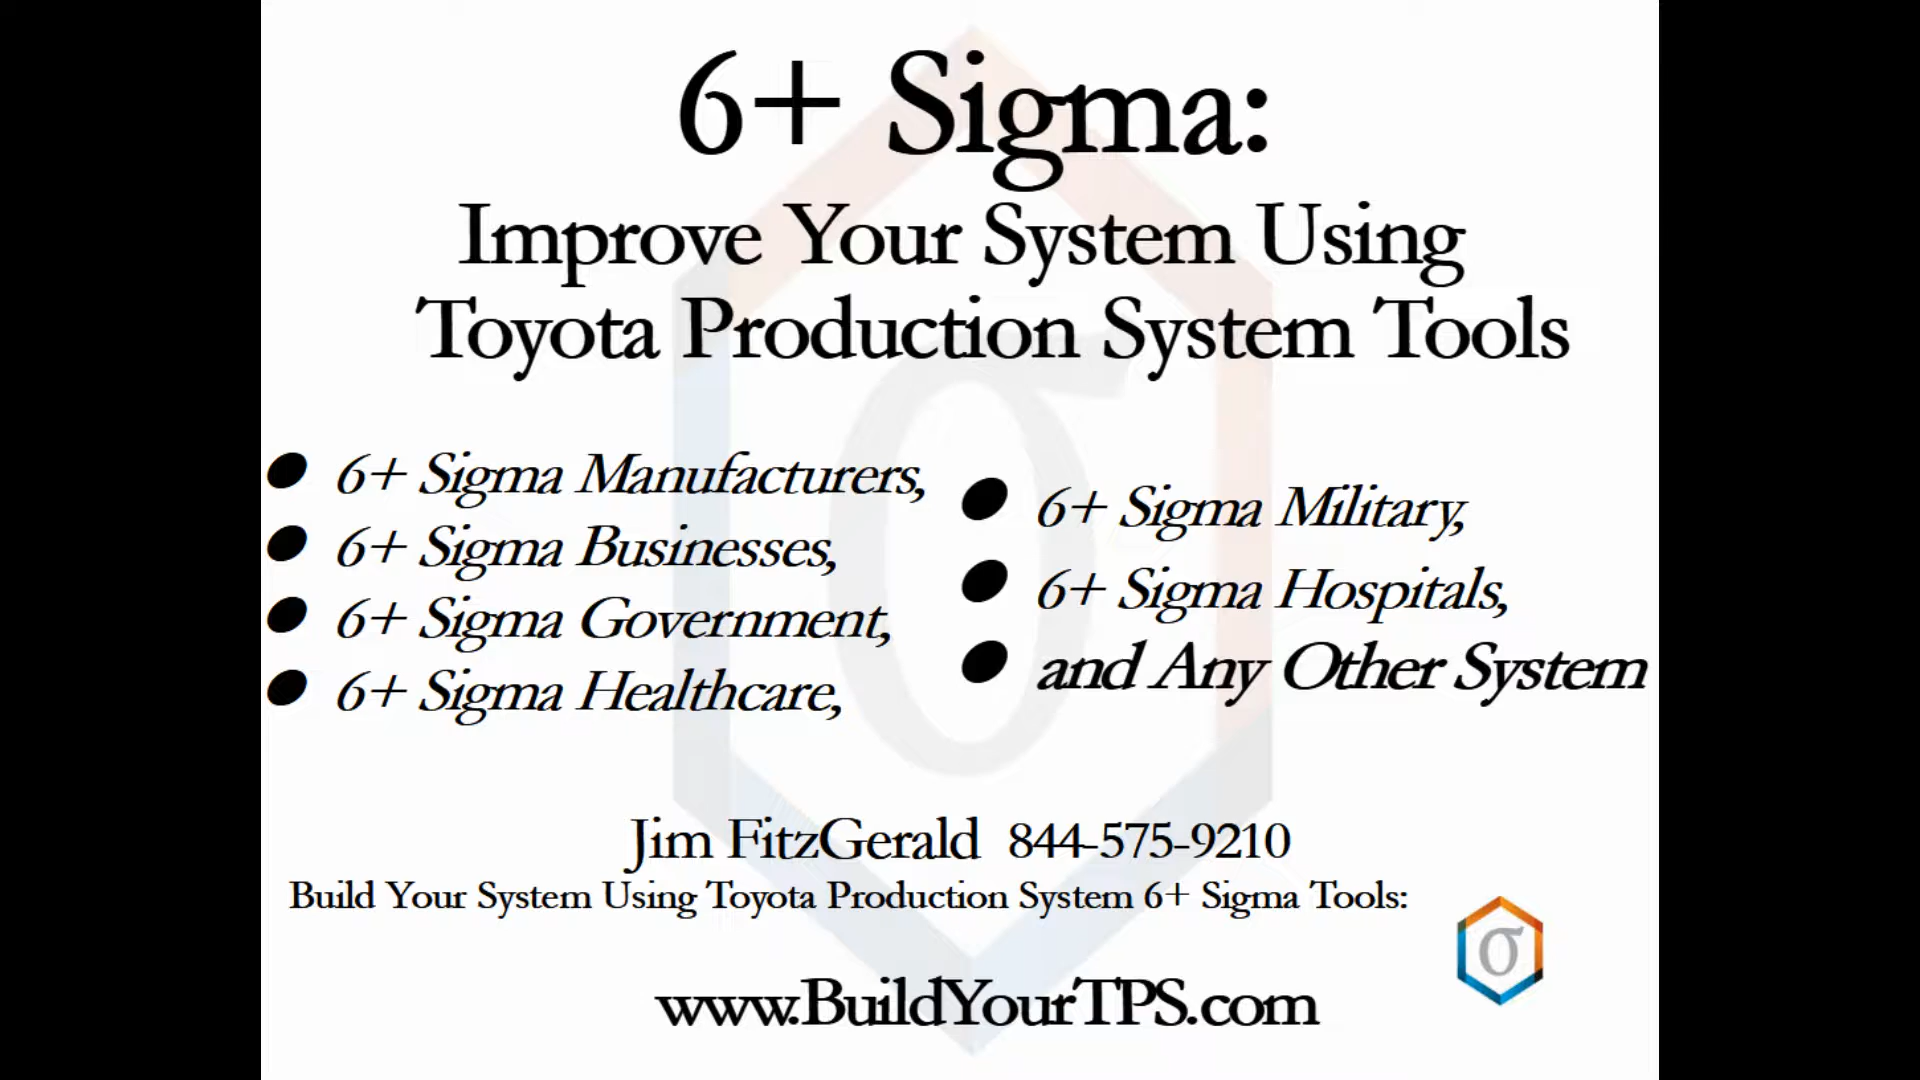 6+ Sigma:
Improve Your System Using
Toyota Production System Tools
● 6+ Sigma Manufacturers,
● 6+ Sigma Businesses,
● 6+ Sigma Government,
● 6+ Sigma Healthcare,
● 6+ Sigma Military,
● 6+ Sigma Hospitals,
● and Any Other System
Jim FitzGerald 844-575-9210
Build Your System Using Toyota Production System 6+ Sigma Tools:
σ
www.BuildYourTPS.com